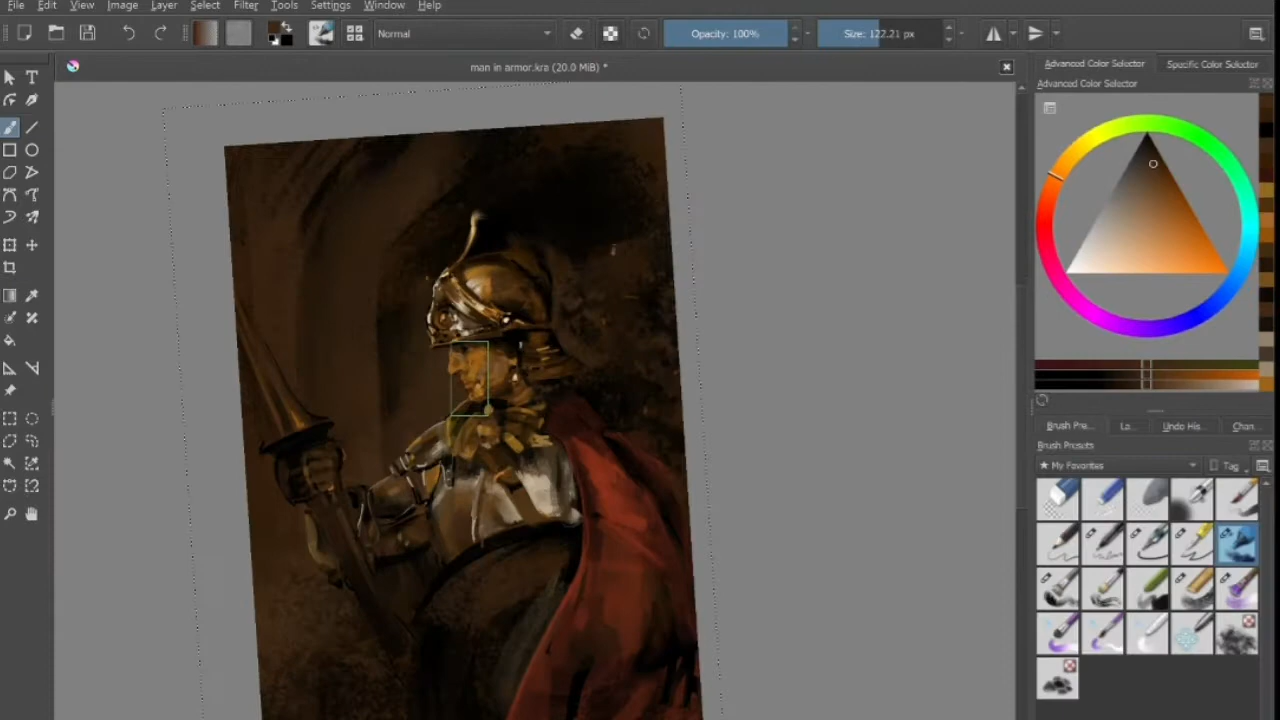 File Edit View Image Layer Select Filter Tools Settings Window Help
Normal Opacity: 100% Size: 122.21 px
man in armor.kra (20.0 MiB) *
Advanced Color Selector Specific Color Selector
Advanced Color Selector
Brush Pre... La... Undo His... Chan...
Brush Presets
★ My Favorites Tag